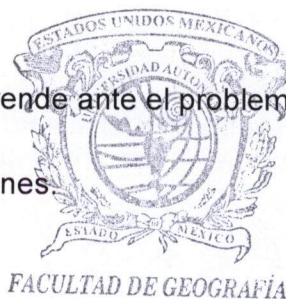 ESTADOS UNIDOS MEXICANOS
ende ante el problem
nes.
ESTADO MEXICO
FACULTAD DE GEOGRAFÍA